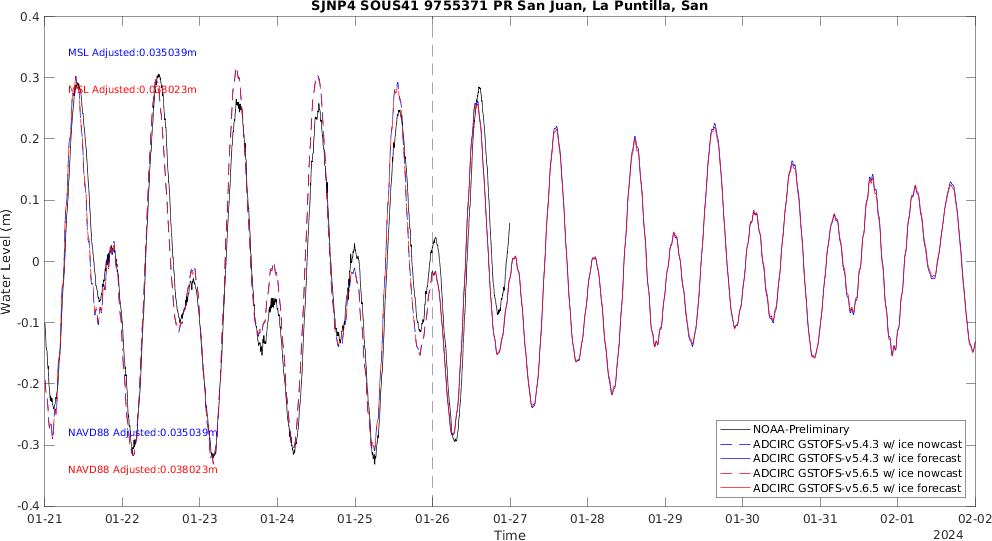 SJNP4 SOUS41 9755371 PR San Juan, La Puntilla, San
0.4
0.3
0.2
0.1
0
-0.1
-0.2
-0.3
-0.4
Water Level (m)
MSL Adjusted:0.035039m
MSL Adjusted:0.038023m
NAVD88 Adjusted:0.035039m
NAVD88 Adjusted:0.038023m
NOAA-Preliminary
ADCIRC GSTOFS-v5.4.3 w/ ice nowcast
ADCIRC GSTOFS-v5.4.3 w/ ice forecast
ADCIRC GSTOFS-v5.6.5 w/ ice nowcast
ADCIRC GSTOFS-v5.6.5 w/ ice forecast
01-21 01-22 01-23 01-24 01-25 01-26 01-27 01-28 01-29 01-30 01-31 02-01 02-02
Time
2024